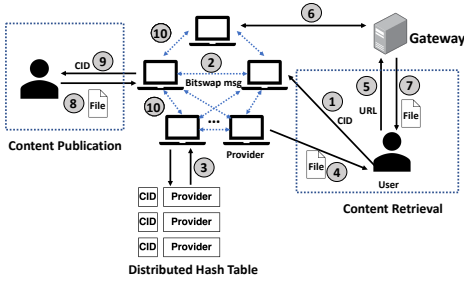 6
10
Gateway
9
CID
2
Bitswap msg
1
CID
5
URL
7
File
8
File
10
...
Content Publication
Provider
3
File
4
User
CID Provider
CID Provider
CID Provider
Content Retrieval
Distributed Hash Table